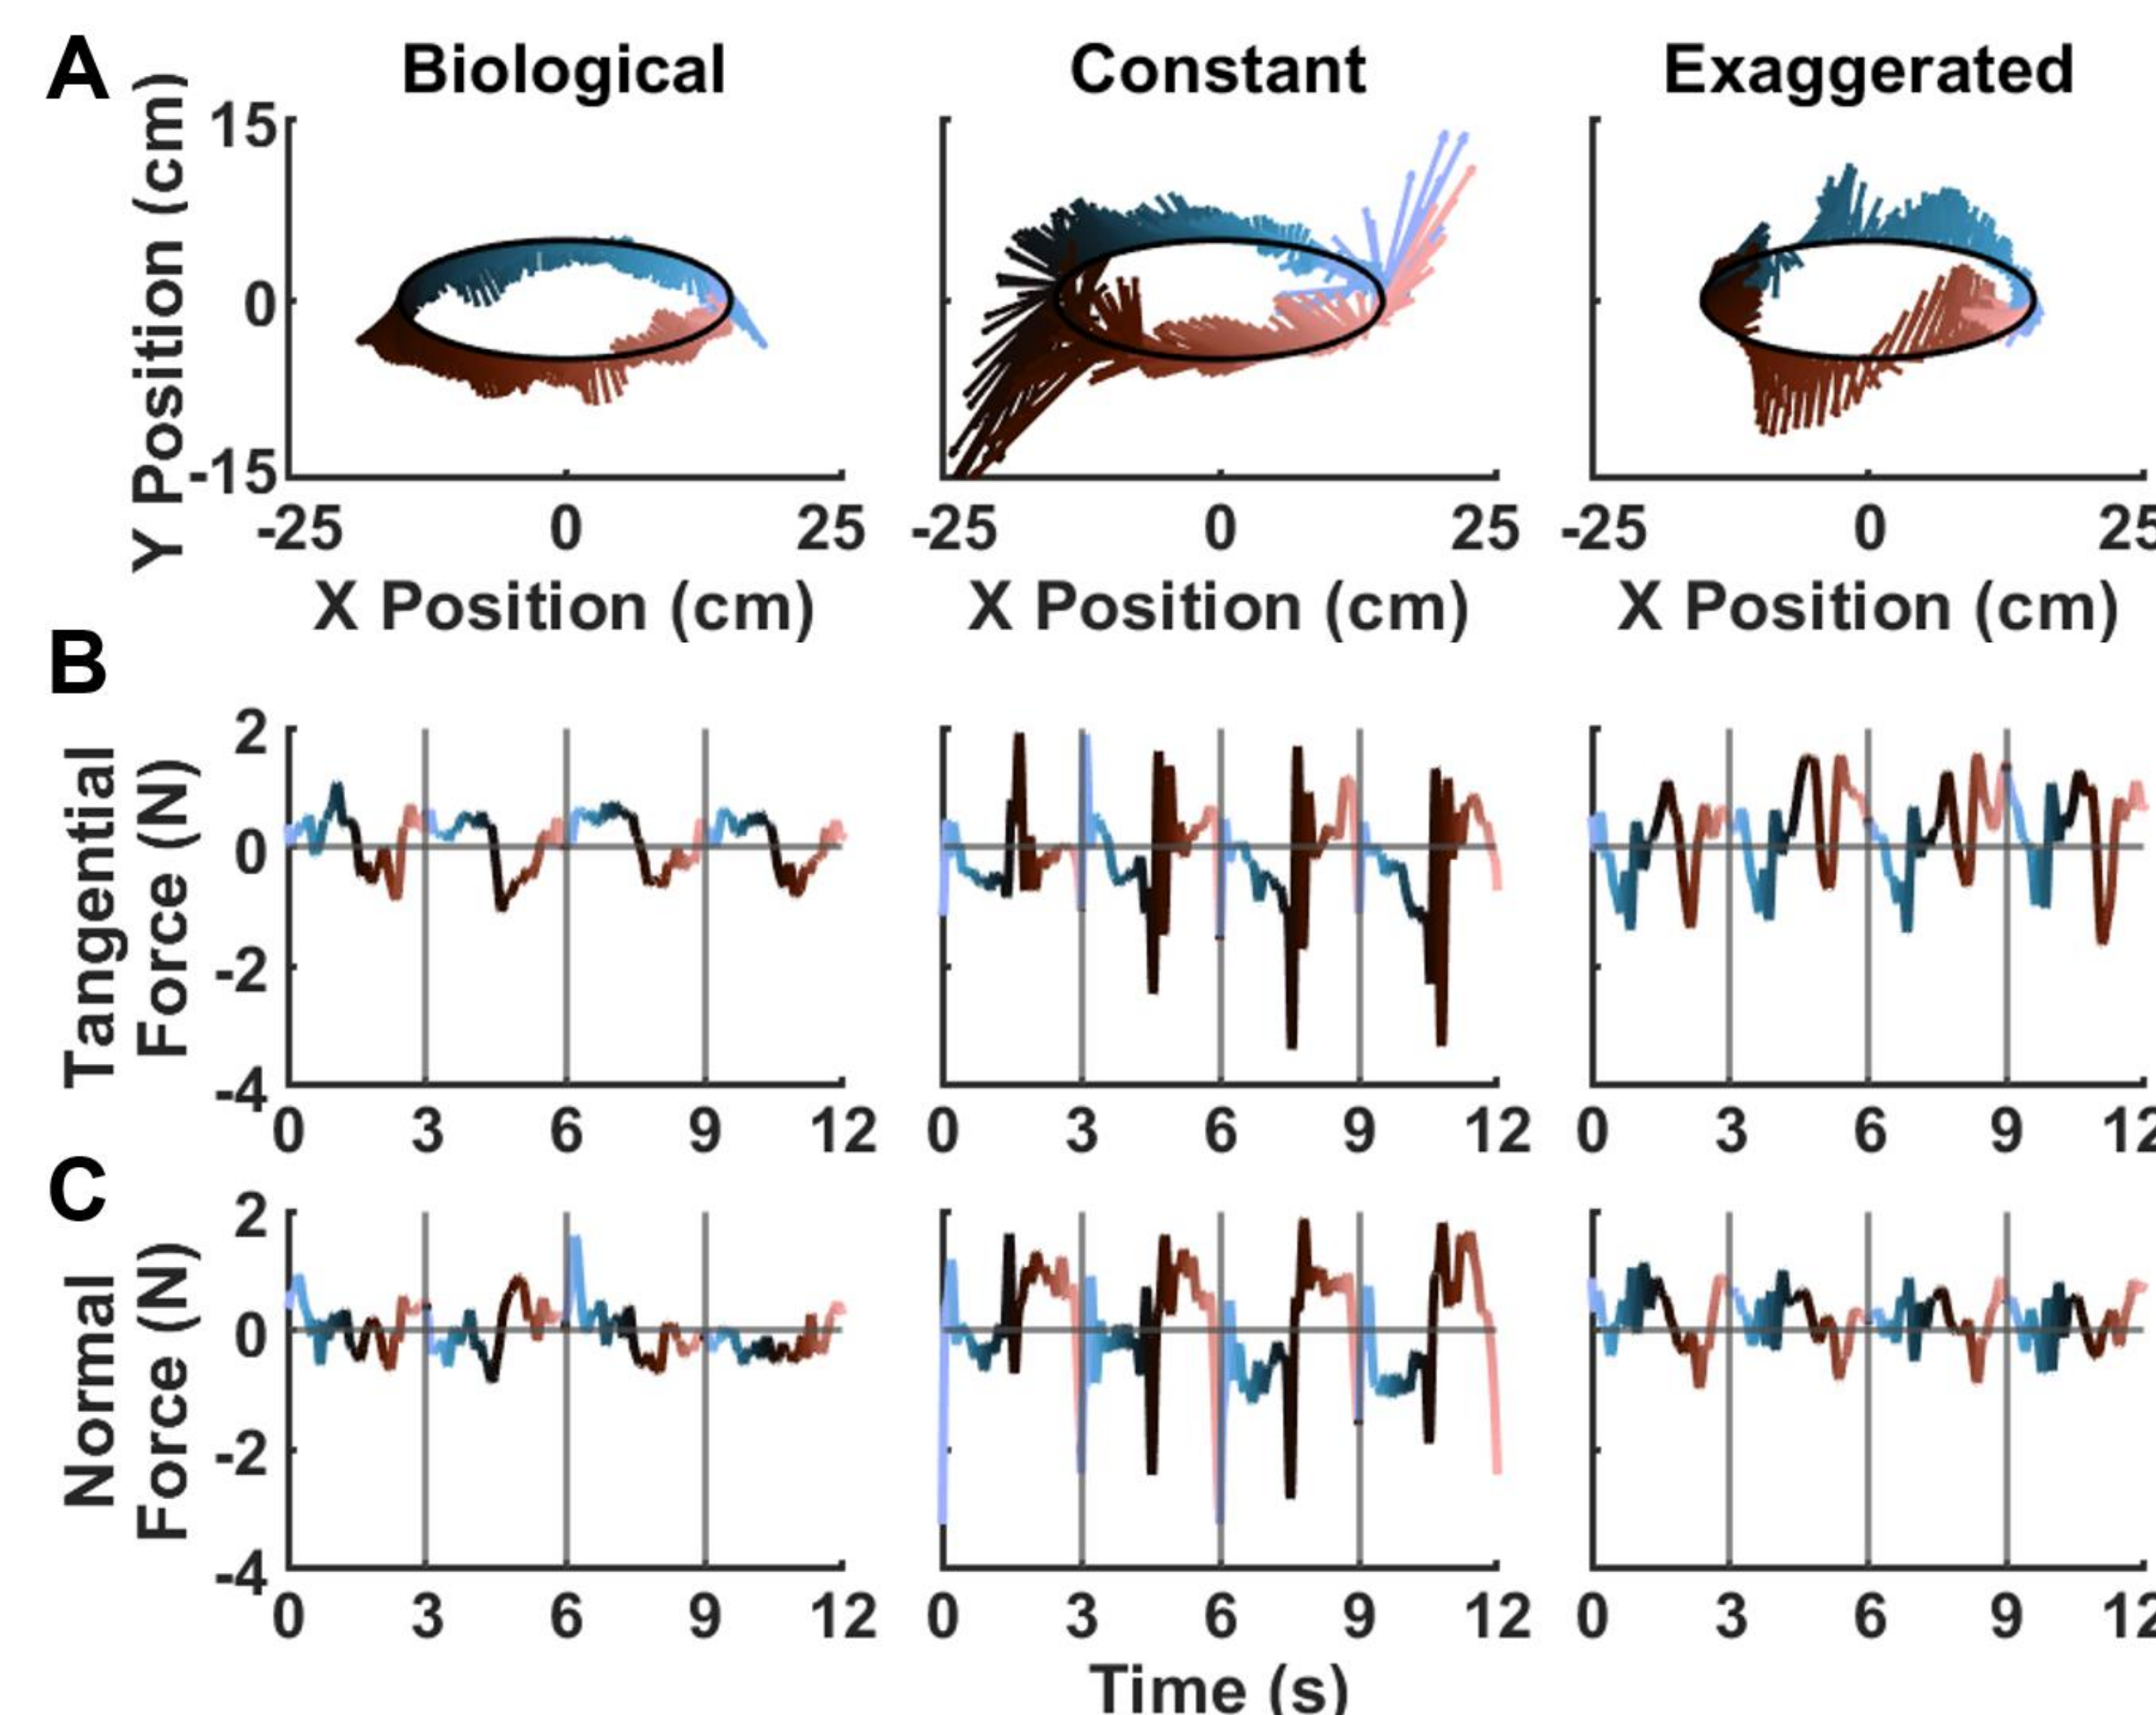 A
Biological Constant Exaggerated
Y Position (cm)
15
0
-15
-25 0 25 -25 0 25 -25 0 25
X Position (cm) X Position (cm) X Position (cm)
B
Tangential
Force (N)
2
0
-2
-4
0 3 6 9 12 0 3 6 9 12 0 3 6 9 12
C
Normal
Force (N)
2
0
-2
-4
0 3 6 9 12 0 3 6 9 12 0 3 6 9 12
Time (s)